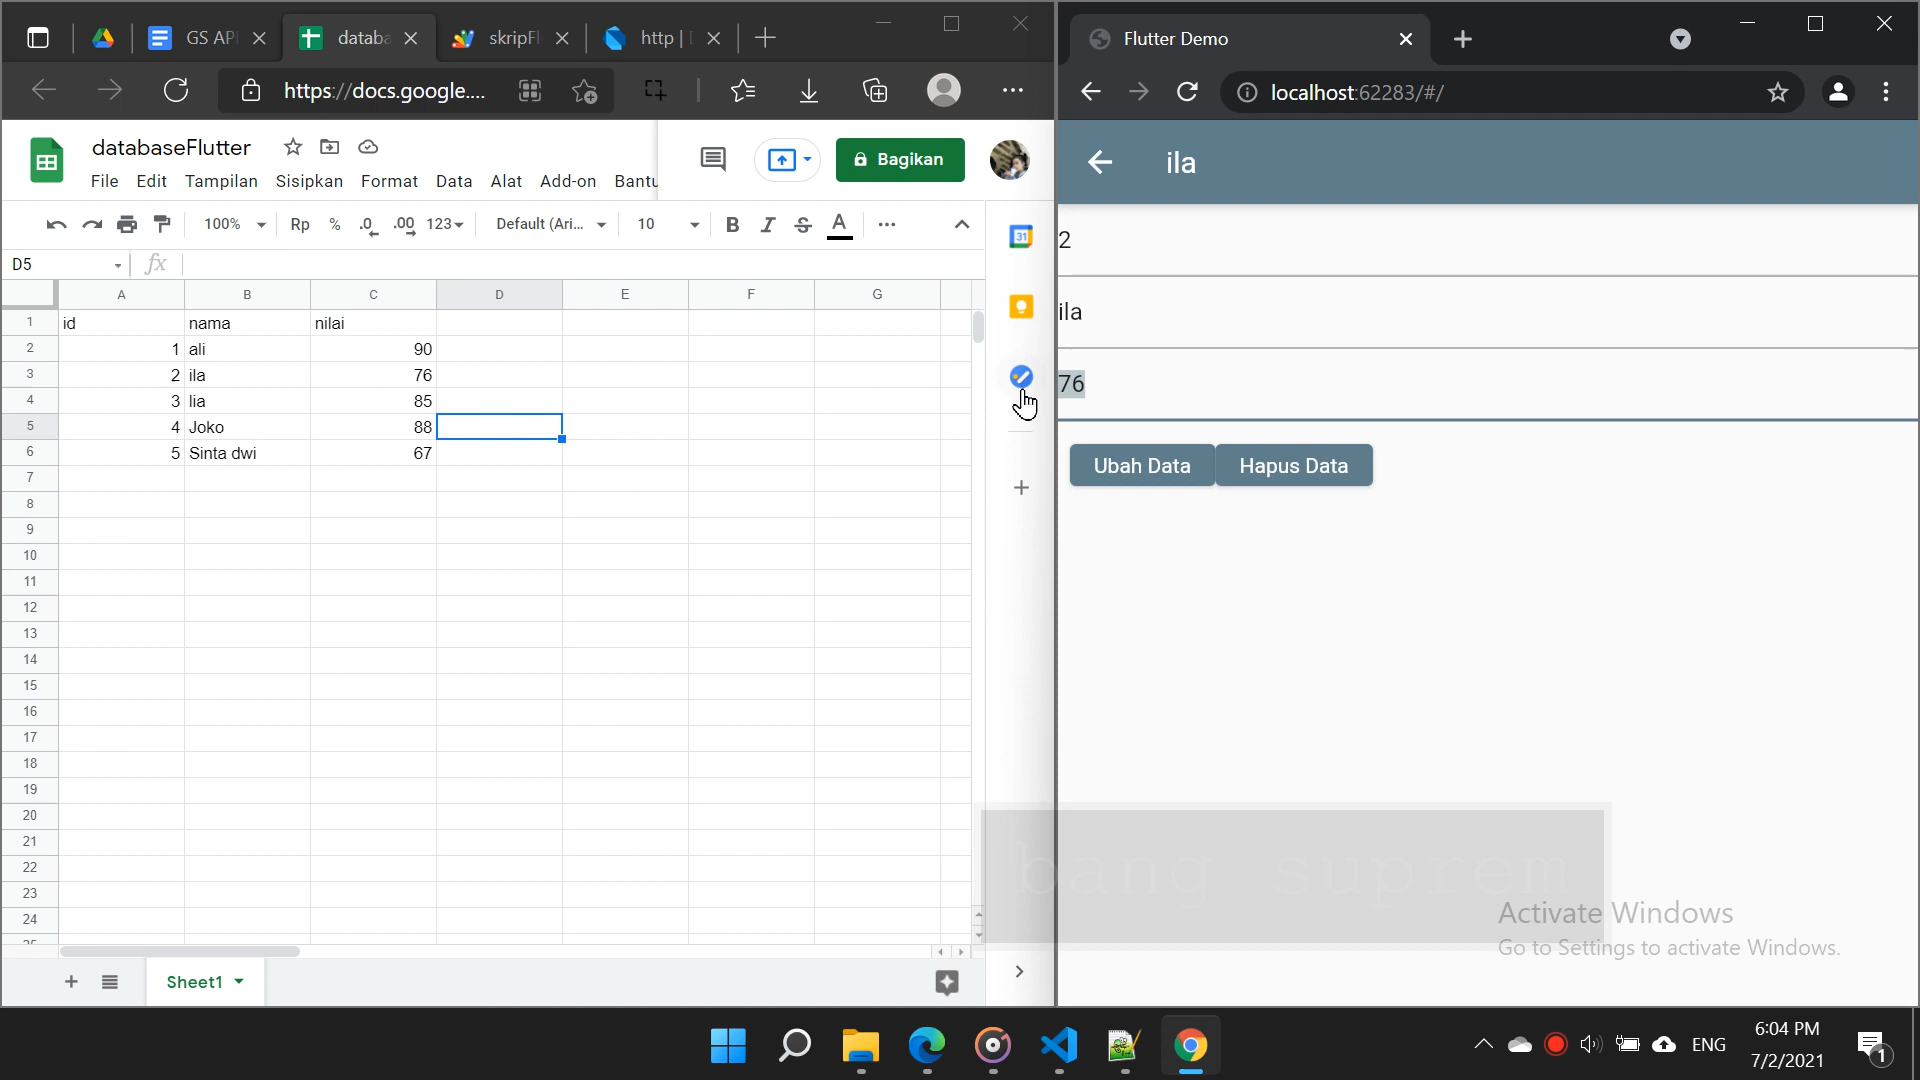 GS AP
databa
skripFl
http |
https://docs.google....
databaseFlutter
Bagikan
File Edit Tampilan Sisipkan Format Data Alat Add-on Bantu
100% Rp % .0 .00 123 Default (Ari... 10 B I S A
D5 fx
A B C D E F G
1 id nama nilai
2 1 ali 90
3 2 ila 76
4 3 lia 85
5 4 Joko 88
6 5 Sinta dwi 67
7
8
9
10
11
12
13
14
15
16
17
18
19
20
21
22
23
24
Sheet1
31
Flutter Demo
localhost:62283/#/
ila
2
ila
76
Ubah Data Hapus Data
bang suprem
Activate Windows
Go to Settings to activate Windows.
ENG
6:04 PM
7/2/2021
1